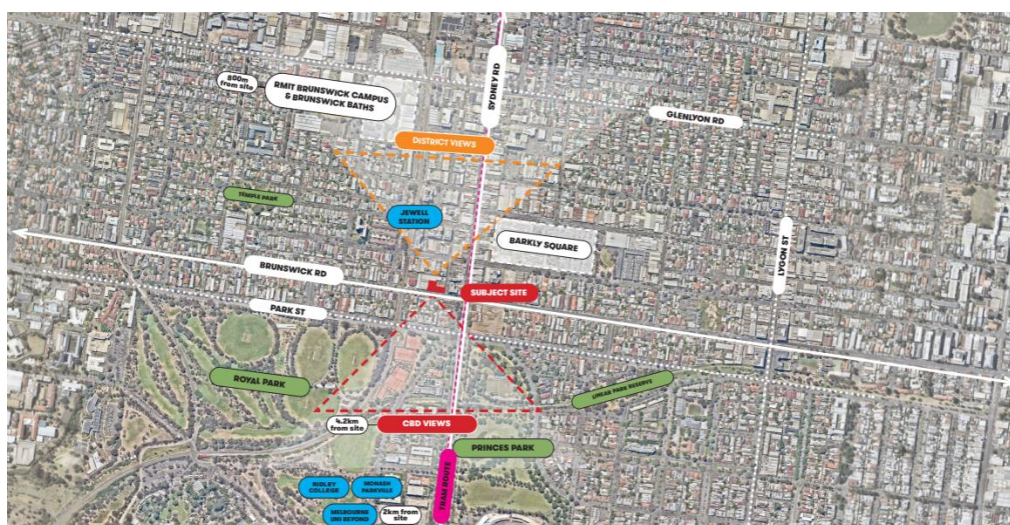 SYDNEY RD
800m
from site
RMIT BRUNSWICK CAMPUS
& BRUNSWICK BATHS
GLENLYON RD
DISTRICT VIEWS
TEMPLE PARK
JEWELL
STATION
BARKLY SQUARE
LYGON ST
BRUNSWICK RD
SUBJECT SITE
PARK ST
ROYAL PARK
LINEAR PARK RESERVE
4.2km
from site
CBD VIEWS
PRINCES PARK
TRAM ROUTE
RIDLEY
COLLEGE
MONASH
PARKVILLE
MELBOURNE
UNI BEYOND
2km from
site